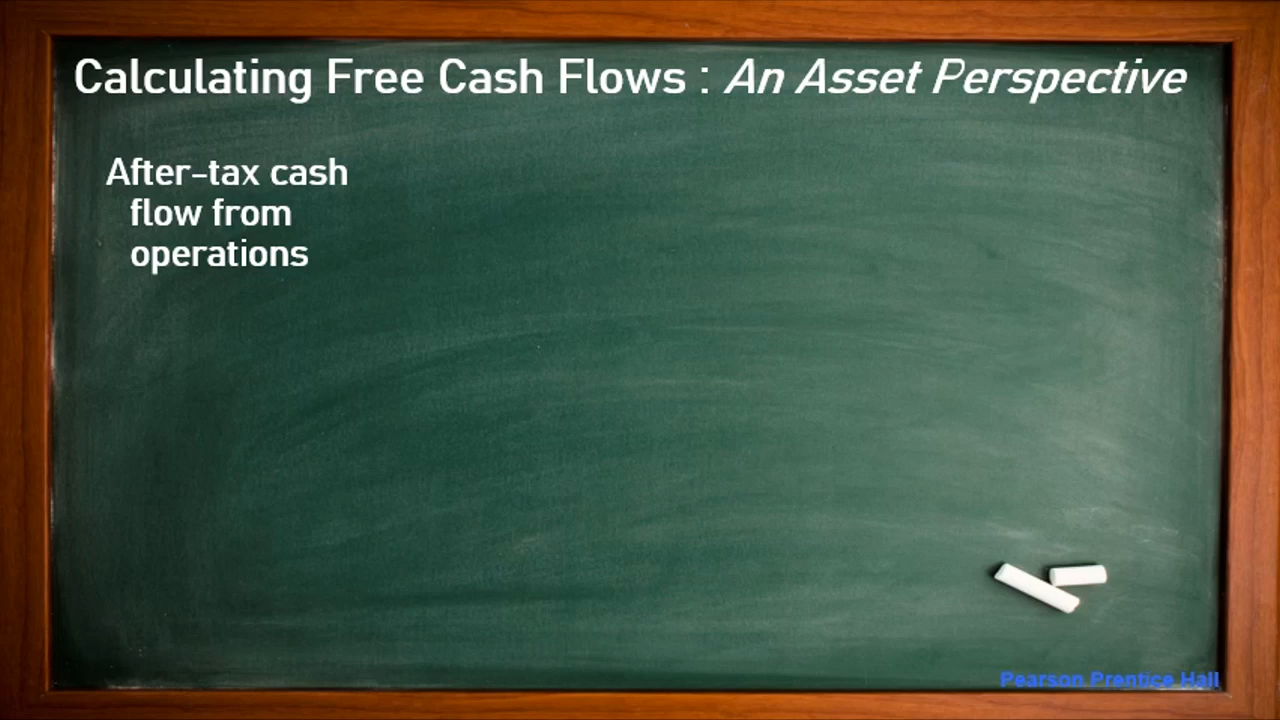 Calculating Free Cash Flows : An Asset Perspective
After-tax cash
flow from
operations
Pearson Prentice Hall